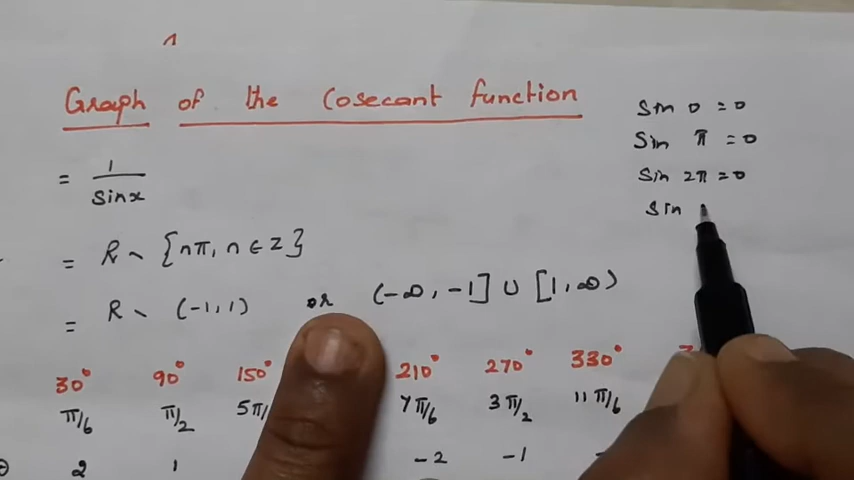 Graph of the Cosecant function
= 1/sinx
= R ~ {nπ, n ∈ Z}
= R ~ (-1, 1) or (-∞, -1] ∪ [1, ∞)
Sin 0 = 0
Sin π = 0
Sin 2π = 0
Sin
30° 90° 150° 210° 270° 330°
π/6 π/2 7π/6 3π/2 11π/6
2 1 -2 -1